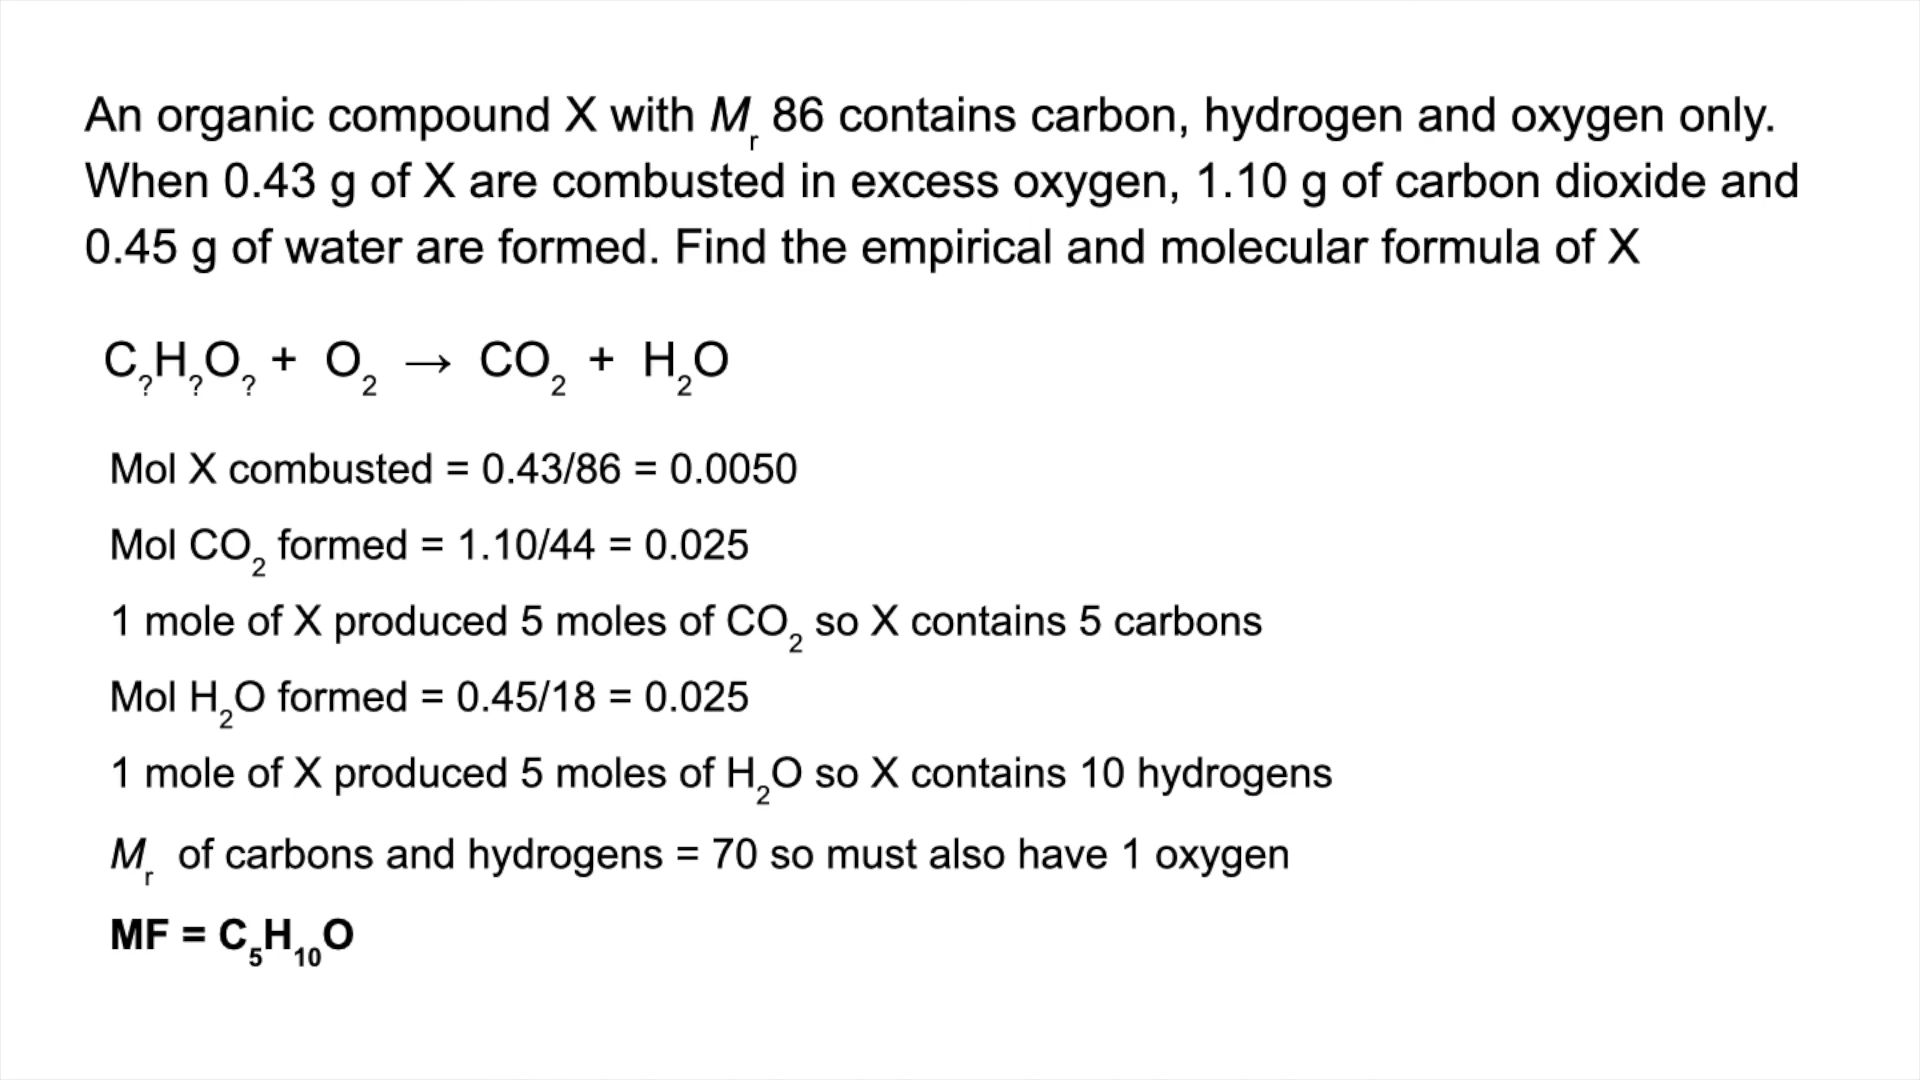 An organic compound X with Mᵣ 86 contains carbon, hydrogen and oxygen only.
When 0.43 g of X are combusted in excess oxygen, 1.10 g of carbon dioxide and
0.45 g of water are formed. Find the empirical and molecular formula of X
C?H?O? + O₂ → CO₂ + H₂O
Mol X combusted = 0.43/86 = 0.0050
Mol CO₂ formed = 1.10/44 = 0.025
1 mole of X produced 5 moles of CO₂ so X contains 5 carbons
Mol H₂O formed = 0.45/18 = 0.025
1 mole of X produced 5 moles of H₂O so X contains 10 hydrogens
Mᵣ of carbons and hydrogens = 70 so must also have 1 oxygen
MF = C₅H₁₀O